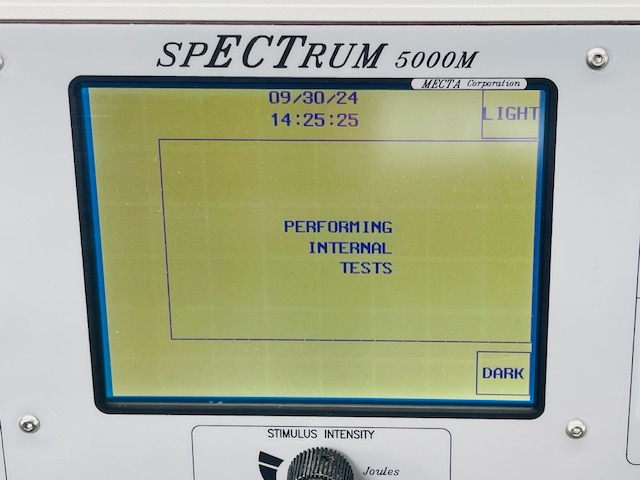 SPECTRUM 5000M
MECTA Corporation
09/30/24
14:25:25
LIGHT
PERFORMING
INTERNAL
TESTS
DARK
STIMULUS INTENSITY
Joules